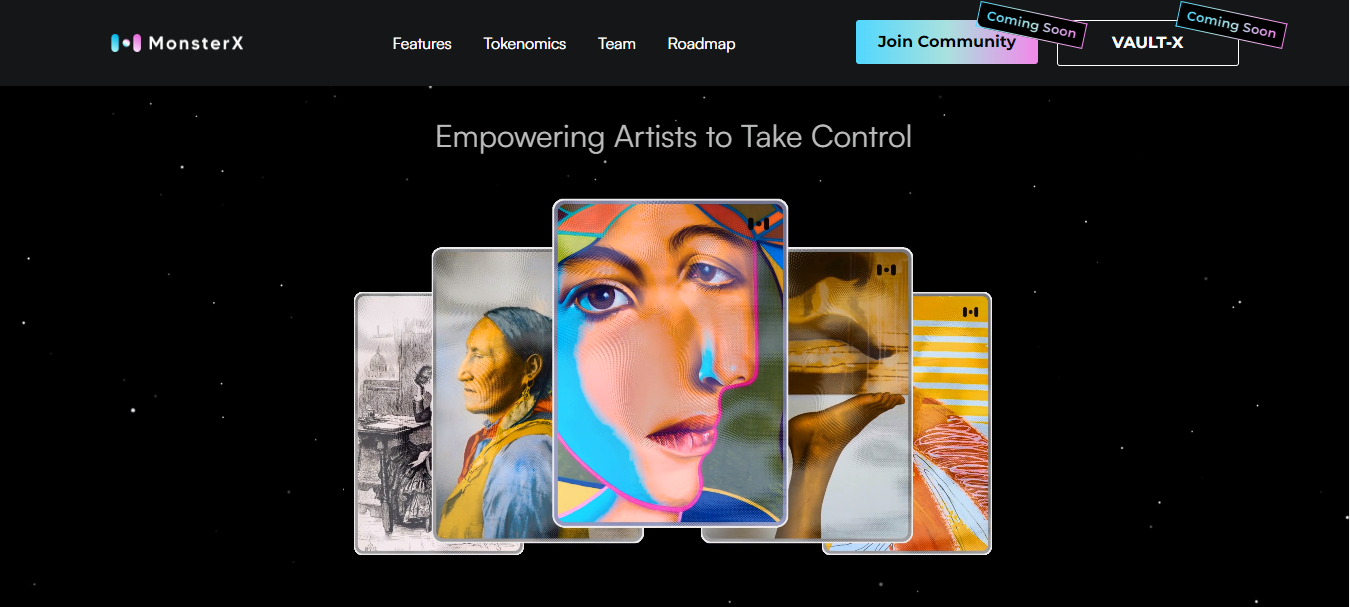 MonsterX
Features
Tokenomics
Team
Roadmap
Join Community
Coming Soon
VAULT-X
Coming Soon
Empowering Artists to Take Control